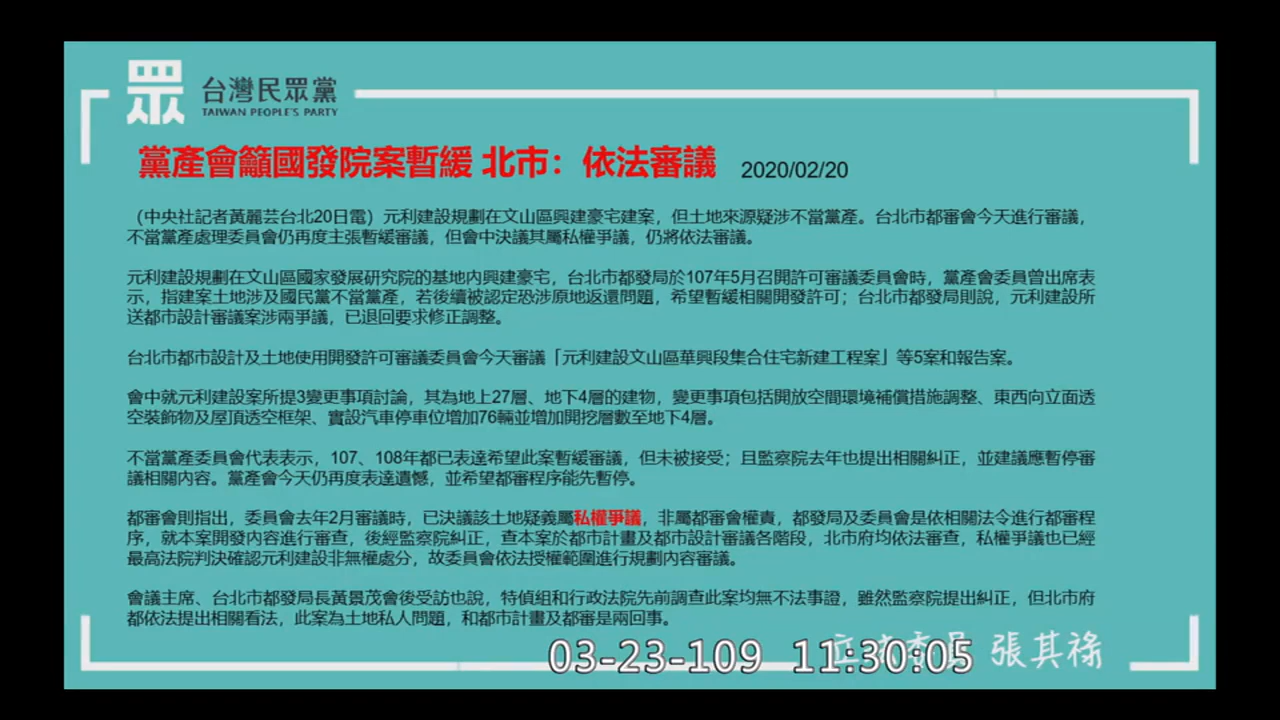 眾 台灣民眾黨
TAIWAN PEOPLE'S PARTY
黨產會籲國發院案暫緩 北市：依法審議 2020/02/20
（中央社記者黃麗芸台北20日電）元利建設規劃在文山區興建豪宅建案，但土地來源疑涉不當黨產。台北市都審會今天進行審議，
不當黨產處理委員會仍再度主張暫緩審議，但會中決議其屬私權爭議，仍將依法審議。
元利建設規劃在文山區國家發展研究院的基地內興建豪宅，台北市都發局於107年5月召開許可審議委員會時，黨產會委員曾出席表
示，指建案土地涉及國民黨不當黨產，若後續被認定恐涉原地返還問題，希望暫緩相關開發許可；台北市都發局則說，元利建設所
送都市設計審議案涉兩爭議，已退回要求修正調整。
台北市都市設計及土地使用開發許可審議委員會今天審議「元利建設文山區華興段集合住宅新建工程案」等5案和報告案。
會中就元利建設案所提3變更事項討論，其為地上27層、地下4層的建物，變更事項包括開放空間環境補償措施調整、東西向立面透
空裝飾物及屋頂透空框架、實設汽車停車位增加76輛並增加開挖層數至地下4層。
不當黨產委員會代表表示，107、108年都已表達希望此案暫緩審議，但未被接受；且監察院去年也提出相關糾正，並建議應暫停審
議相關內容。黨產會今天仍再度表達遺憾，並希望都審程序能先暫停。
都審會則指出，委員會去年2月審議時，已決議該土地疑義屬私權爭議，非屬都審會權責，都發局及委員會是依相關法令進行都審程
序，就本案開發內容進行審查，後經監察院糾正，查本案於都市計畫及都市設計審議各階段，北市府均依法審查，私權爭議也已經
最高法院判決確認元利建設非無權處分，故委員會依法授權範圍進行規劃內容審議。
會議主席、台北市都發局長黃景茂會後受訪也說，特偵組和行政法院先前調查此案均無不法事證，雖然監察院提出糾正，但北市府
都依法提出相關看法，此案為土地私人問題，和都市計畫及都審是兩回事。
立法委員 張其祿
03-23-109 11:30:05